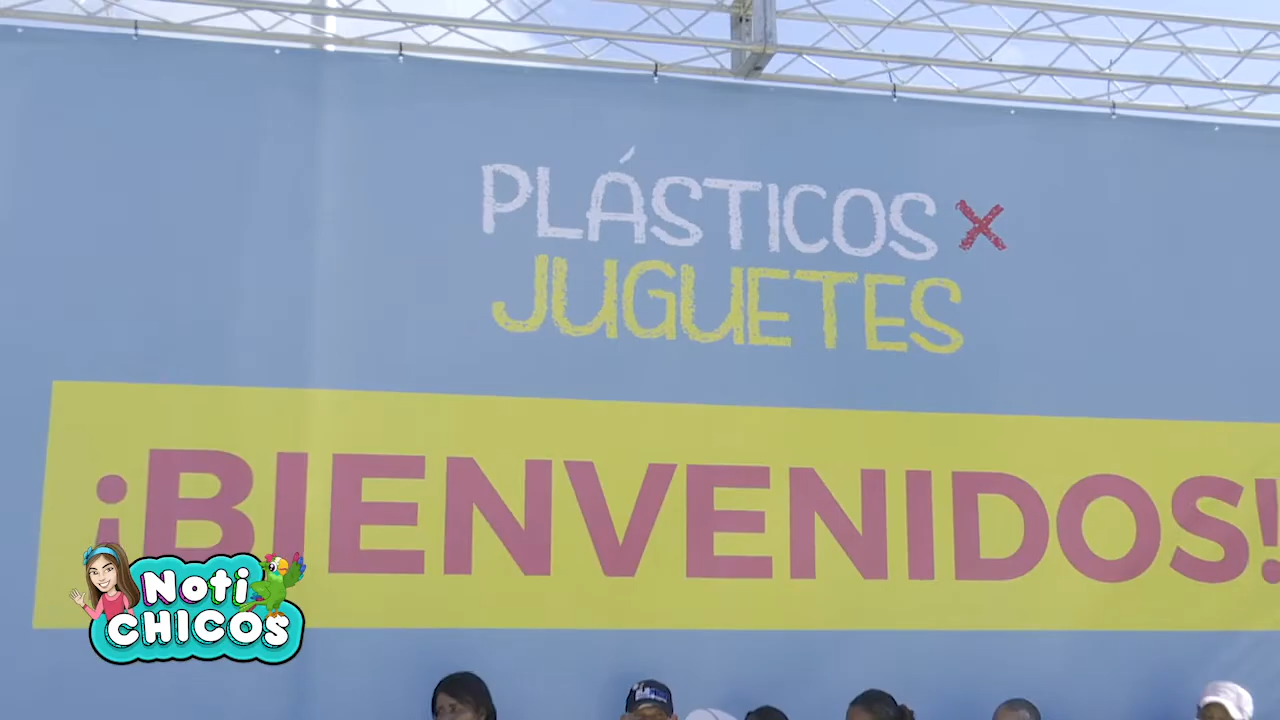 PLÁSTICOS X
JUGUETES
¡BIENVENIDOS!
Noti
CHICOS